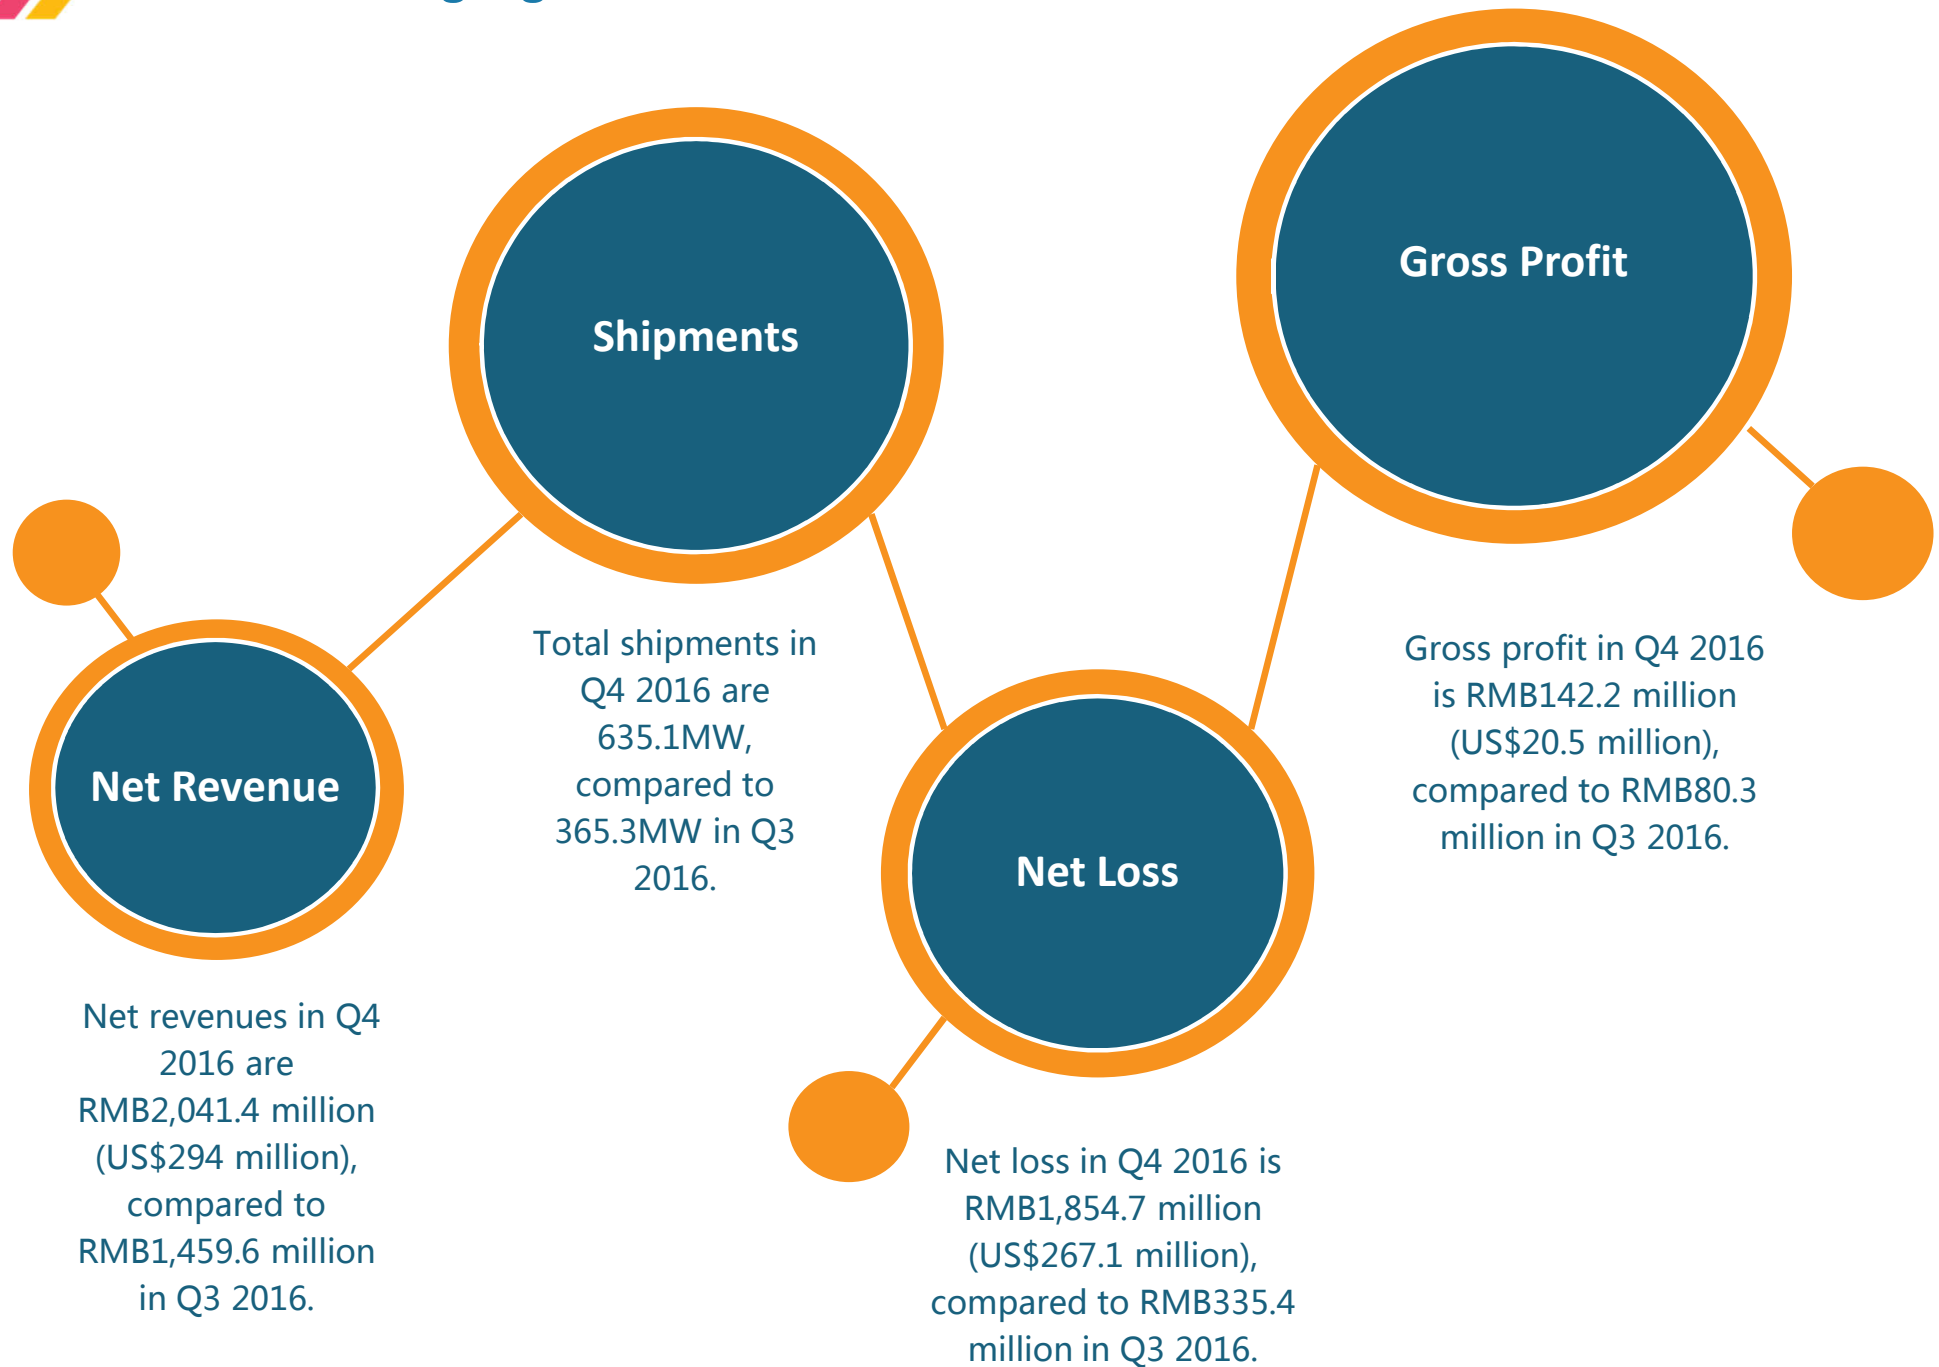 Net Revenue
Net revenues in Q4
2016 are
RMB2,041.4 million
(US$294 million),
compared to
RMB1,459.6 million
in Q3 2016.
Shipments
Total shipments in
Q4 2016 are
635.1MW,
compared to
365.3MW in Q3
2016.
Net Loss
Net loss in Q4 2016 is
RMB1,854.7 million
(US$267.1 million),
compared to RMB335.4
million in Q3 2016.
Gross Profit
Gross profit in Q4 2016
is RMB142.2 million
(US$20.5 million),
compared to RMB80.3
million in Q3 2016.